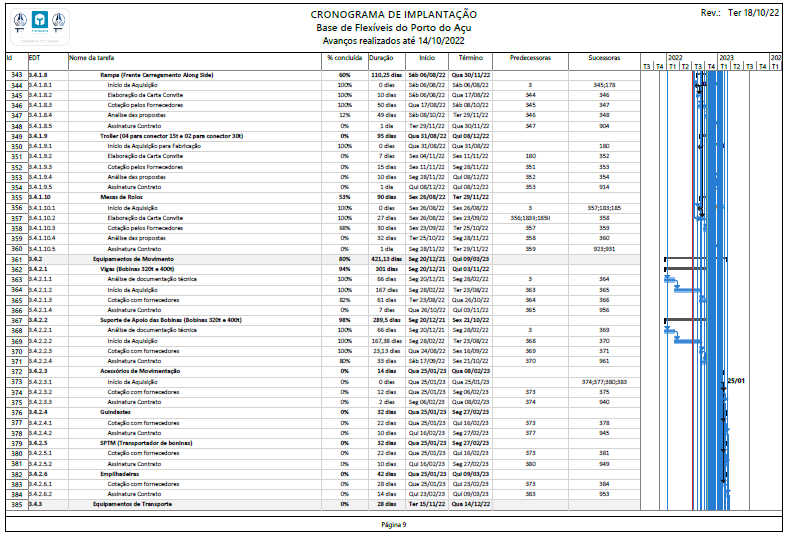 CRONOGRAMA DE IMPLANTAÇÃO
Rev.: Ter 18/10/22
Base de Flexíveis do Porto do Açu
Avanços realizados até 14/10/2022
Id EDT Nome da tarefa % concluída Duração Início Término Predecessoras Sucessoras 2022 2023 202
T3 T4 T1 T2 T3 T4 T1 T2 T3 T4 T1
343 3.4.1.8 Rampa (Frente Carregamento Along Side) 60% 110,25 dias Sáb 06/08/22 Qua 30/11/22
344 3.4.1.8.1 Início da Aquisição 100% 0 dias Sáb 06/08/22 Sáb 06/08/22 3 345;178
345 3.4.1.8.2 Elaboração da Carta Convite 100% 10 dias Sáb 06/08/22 Qua 17/08/22 344 346
346 3.4.1.8.3 Cotação pelos Fornecedores 100% 50 dias Qua 17/08/22 Sáb 08/10/22 345 347
347 3.4.1.8.4 Analise das propostas 12% 49 dias Sáb 08/10/22 Ter 29/11/22 346 348
348 3.4.1.8.5 Assinatura Contrato 0% 1 dia Ter 29/11/22 Qua 30/11/22 347 904
349 3.4.1.9 Troller (04 para conector 15t e 02 para conector 30t) 0% 95 dias Qua 31/08/22 Qui 08/12/22
350 3.4.1.9.1 Início da Aquisição para Fabricação 100% 0 dias Qua 31/08/22 Qua 31/08/22 180
351 3.4.1.9.2 Elaboração da Carta Convite 0% 7 dias Sex 04/11/22 Sex 11/11/22 180 352
352 3.4.1.9.3 Cotação pelos Fornecedores 0% 15 dias Sex 11/11/22 Seg 28/11/22 351 353
353 3.4.1.9.4 Análise das propostas 0% 10 dias Seg 28/11/22 Qui 08/12/22 352 354
354 3.4.1.9.5 Assinatura Contrato 0% 1 dia Qui 08/12/22 Qui 08/12/22 353 914
355 3.4.1.10 Mesas de Rolos 53% 90 dias Sex 26/08/22 Ter 29/11/22
356 3.4.1.10.1 Início da Aquisição 100% 0 dias Sex 26/08/22 Sex 26/08/22 3 357;183;185
357 3.4.1.10.2 Elaboração da Carta Convite 100% 27 dias Sex 26/08/22 Sex 23/09/22 356;183II;185II 358
358 3.4.1.10.3 Cotação pelos Fornecedores 68% 30 dias Sex 23/09/22 Ter 25/10/22 357 359
359 3.4.1.10.4 Análise das propostas 0% 32 dias Ter 25/10/22 Seg 28/11/22 358 360
360 3.4.1.10.5 Assinatura Contrato 0% 1 dia Seg 28/11/22 Ter 29/11/22 359 923;931
361 3.4.2 Equipamentos de Movimento 80% 421,13 dias Seg 20/12/21 Qui 09/03/23
362 3.4.2.1 Vigas (Bobinas 320t e 400t) 94% 301 dias Seg 20/12/21 Qui 03/11/22
363 3.4.2.1.1 Análise de documentação técnica 100% 66 dias Seg 20/12/21 Seg 28/02/22 3 364
364 3.4.2.1.2 Início da Aquisição 100% 167 dias Seg 28/02/22 Ter 23/08/22 363 365
365 3.4.2.1.3 Cotação com fornecedores 82% 61 dias Ter 23/08/22 Qua 26/10/22 364 366
366 3.4.2.1.4 Assinatura Contrato 0% 7 dias Qua 26/10/22 Qui 03/11/22 365 956
367 3.4.2.2 Suporte de Apoio das Bobinas (Bobinas 320t e 400t) 98% 289,5 dias Seg 20/12/21 Sex 21/10/22
368 3.4.2.2.1 Análise de documentação técnica 100% 66 dias Seg 20/12/21 Seg 28/02/22 3 369
369 3.4.2.2.2 Início da Aquisição 100% 167,38 dias Seg 28/02/22 Ter 23/08/22 368 370
370 3.4.2.2.3 Cotação com fornecedores 100% 23,13 dias Qua 24/08/22 Sex 16/09/22 369 371
371 3.4.2.2.4 Assinatura Contrato 80% 33 dias Sáb 17/09/22 Sex 21/10/22 370 961
372 3.4.2.3 Acessórios de Movimentação 0% 14 dias Qua 25/01/23 Qua 08/02/23
373 3.4.2.3.1 Início da Aquisição 0% 0 dias Qua 25/01/23 Qua 25/01/23 374;377;380;383 25/01
374 3.4.2.3.2 Cotação com fornecedores 0% 12 dias Qua 25/01/23 Seg 06/02/23 373 375
375 3.4.2.3.3 Assinatura Contrato 0% 2 dias Seg 06/02/23 Qua 08/02/23 374 940
376 3.4.2.4 Guindastes 0% 32 dias Qua 25/01/23 Seg 27/02/23
377 3.4.2.4.1 Cotação com fornecedores 0% 22 dias Qua 25/01/23 Qui 16/02/23 373 378
378 3.4.2.4.2 Assinatura Contrato 0% 10 dias Qui 16/02/23 Seg 27/02/23 377 945
379 3.4.2.5 SPTM (Transportador de boninas) 0% 32 dias Qua 25/01/23 Seg 27/02/23
380 3.4.2.5.1 Cotação com fornecedores 0% 22 dias Qua 25/01/23 Qui 16/02/23 373 381
381 3.4.2.5.2 Assinatura Contrato 0% 10 dias Qui 16/02/23 Seg 27/02/23 380 949
382 3.4.2.6 Empilhadeiras 0% 42 dias Qua 25/01/23 Qui 09/03/23
383 3.4.2.6.1 Cotação com fornecedores 0% 28 dias Qua 25/01/23 Qui 23/02/23 373 384
384 3.4.2.6.2 Assinatura Contrato 0% 14 dias Qui 23/02/23 Qui 09/03/23 383 953
385 3.4.3 Equipamentos de Transporte 0% 28 dias Ter 15/11/22 Qua 14/12/22
Página 9